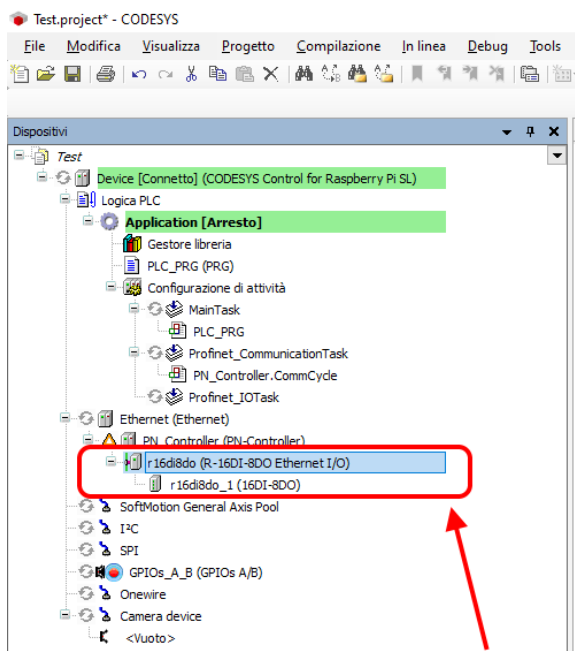 Test.project* - CODESYS
File Modifica Visualizza Progetto Compilazione In linea Debug Tools
Dispositivi
Test
Device [Connetto] (CODESYS Control for Raspberry Pi SL)
Logica PLC
Application [Arresto]
Gestore libreria
PLC_PRG (PRG)
Configurazione di attività
MainTask
PLC_PRG
Profinet_CommunicationTask
PN_Controller.CommCycle
Profinet_IOTask
Ethernet (Ethernet)
PN_Controller (PN-Controller)
r16di8do (R-16DI-8DO Ethernet I/O)
r16di8do_1 (16DI-8DO)
SoftMotion General Axis Pool
I²C
SPI
GPIOs_A_B (GPIOs A/B)
Onewire
Camera device
<Vuoto>